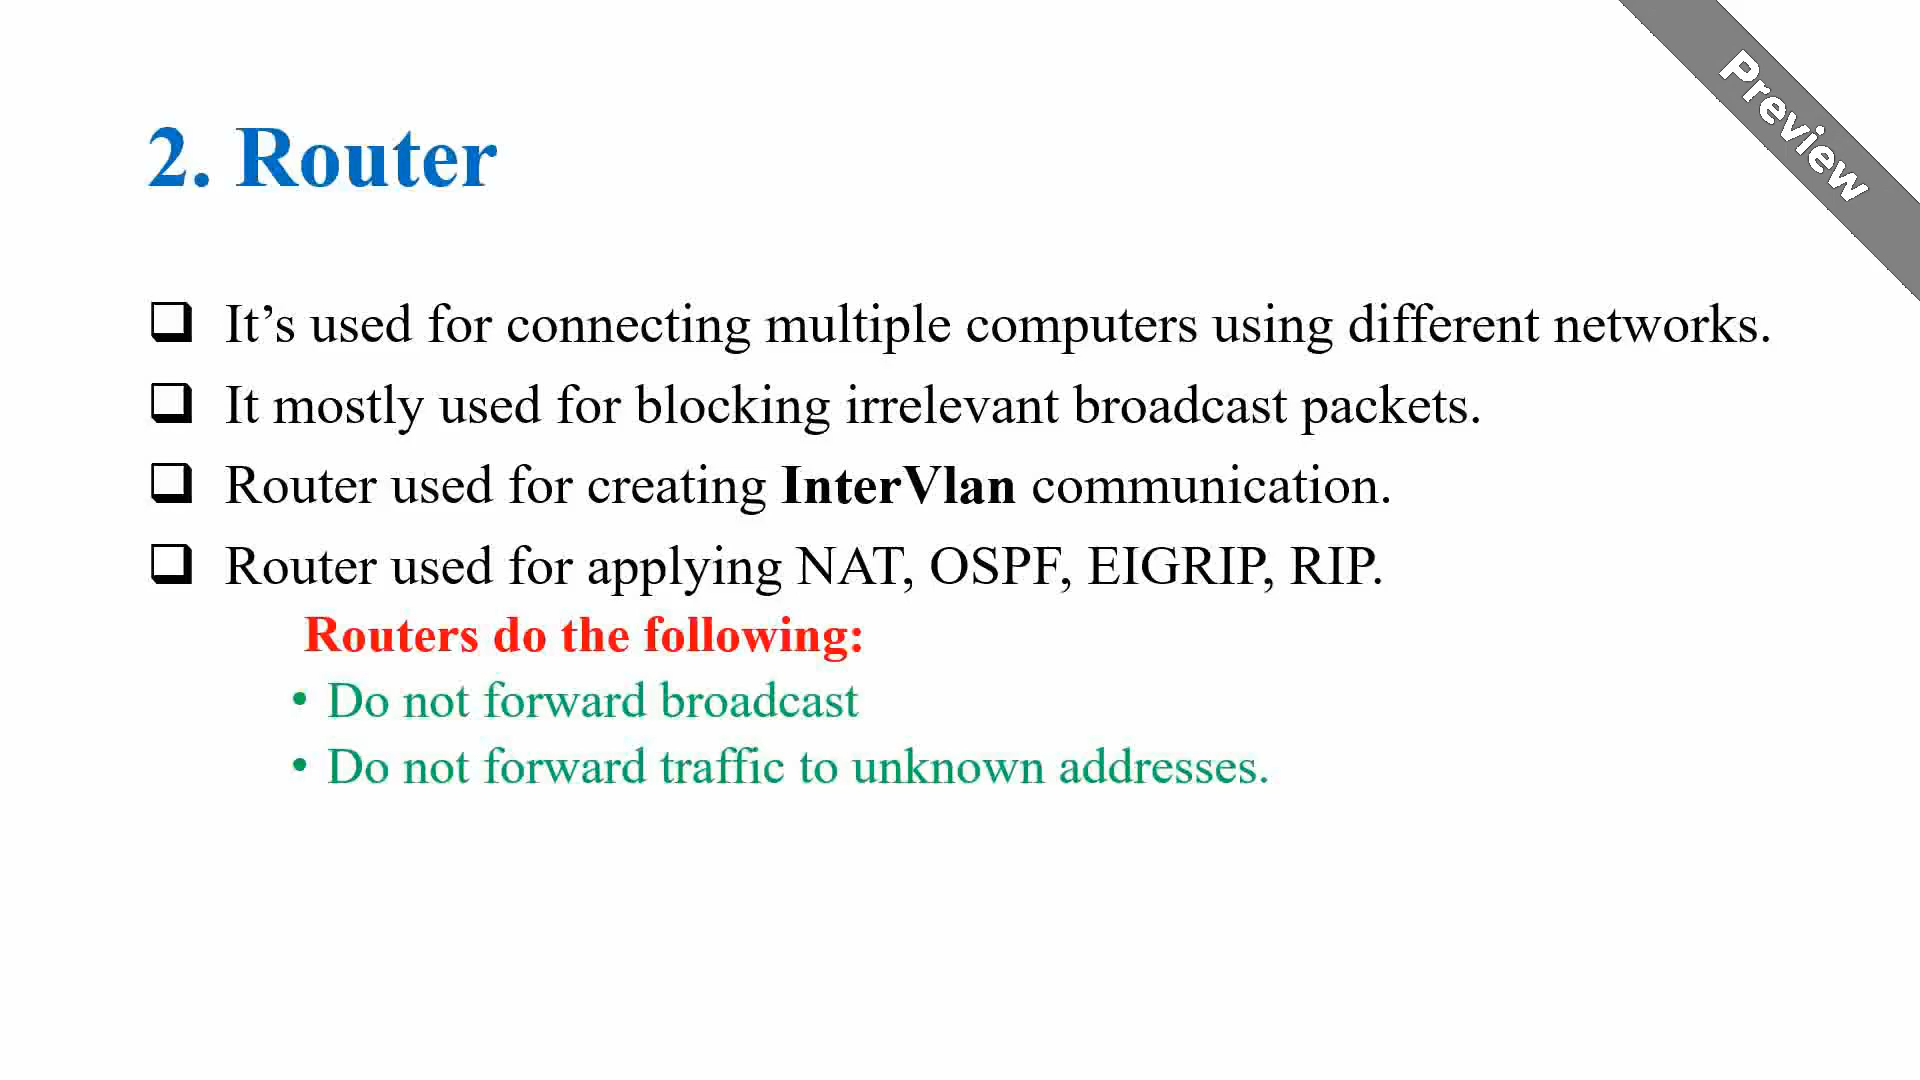 2. Router
Preview
It’s used for connecting multiple computers using different networks.
It mostly used for blocking irrelevant broadcast packets.
Router used for creating InterVlan communication.
Router used for applying NAT, OSPF, EIGRIP, RIP.
Routers do the following:
• Do not forward broadcast
• Do not forward traffic to unknown addresses.